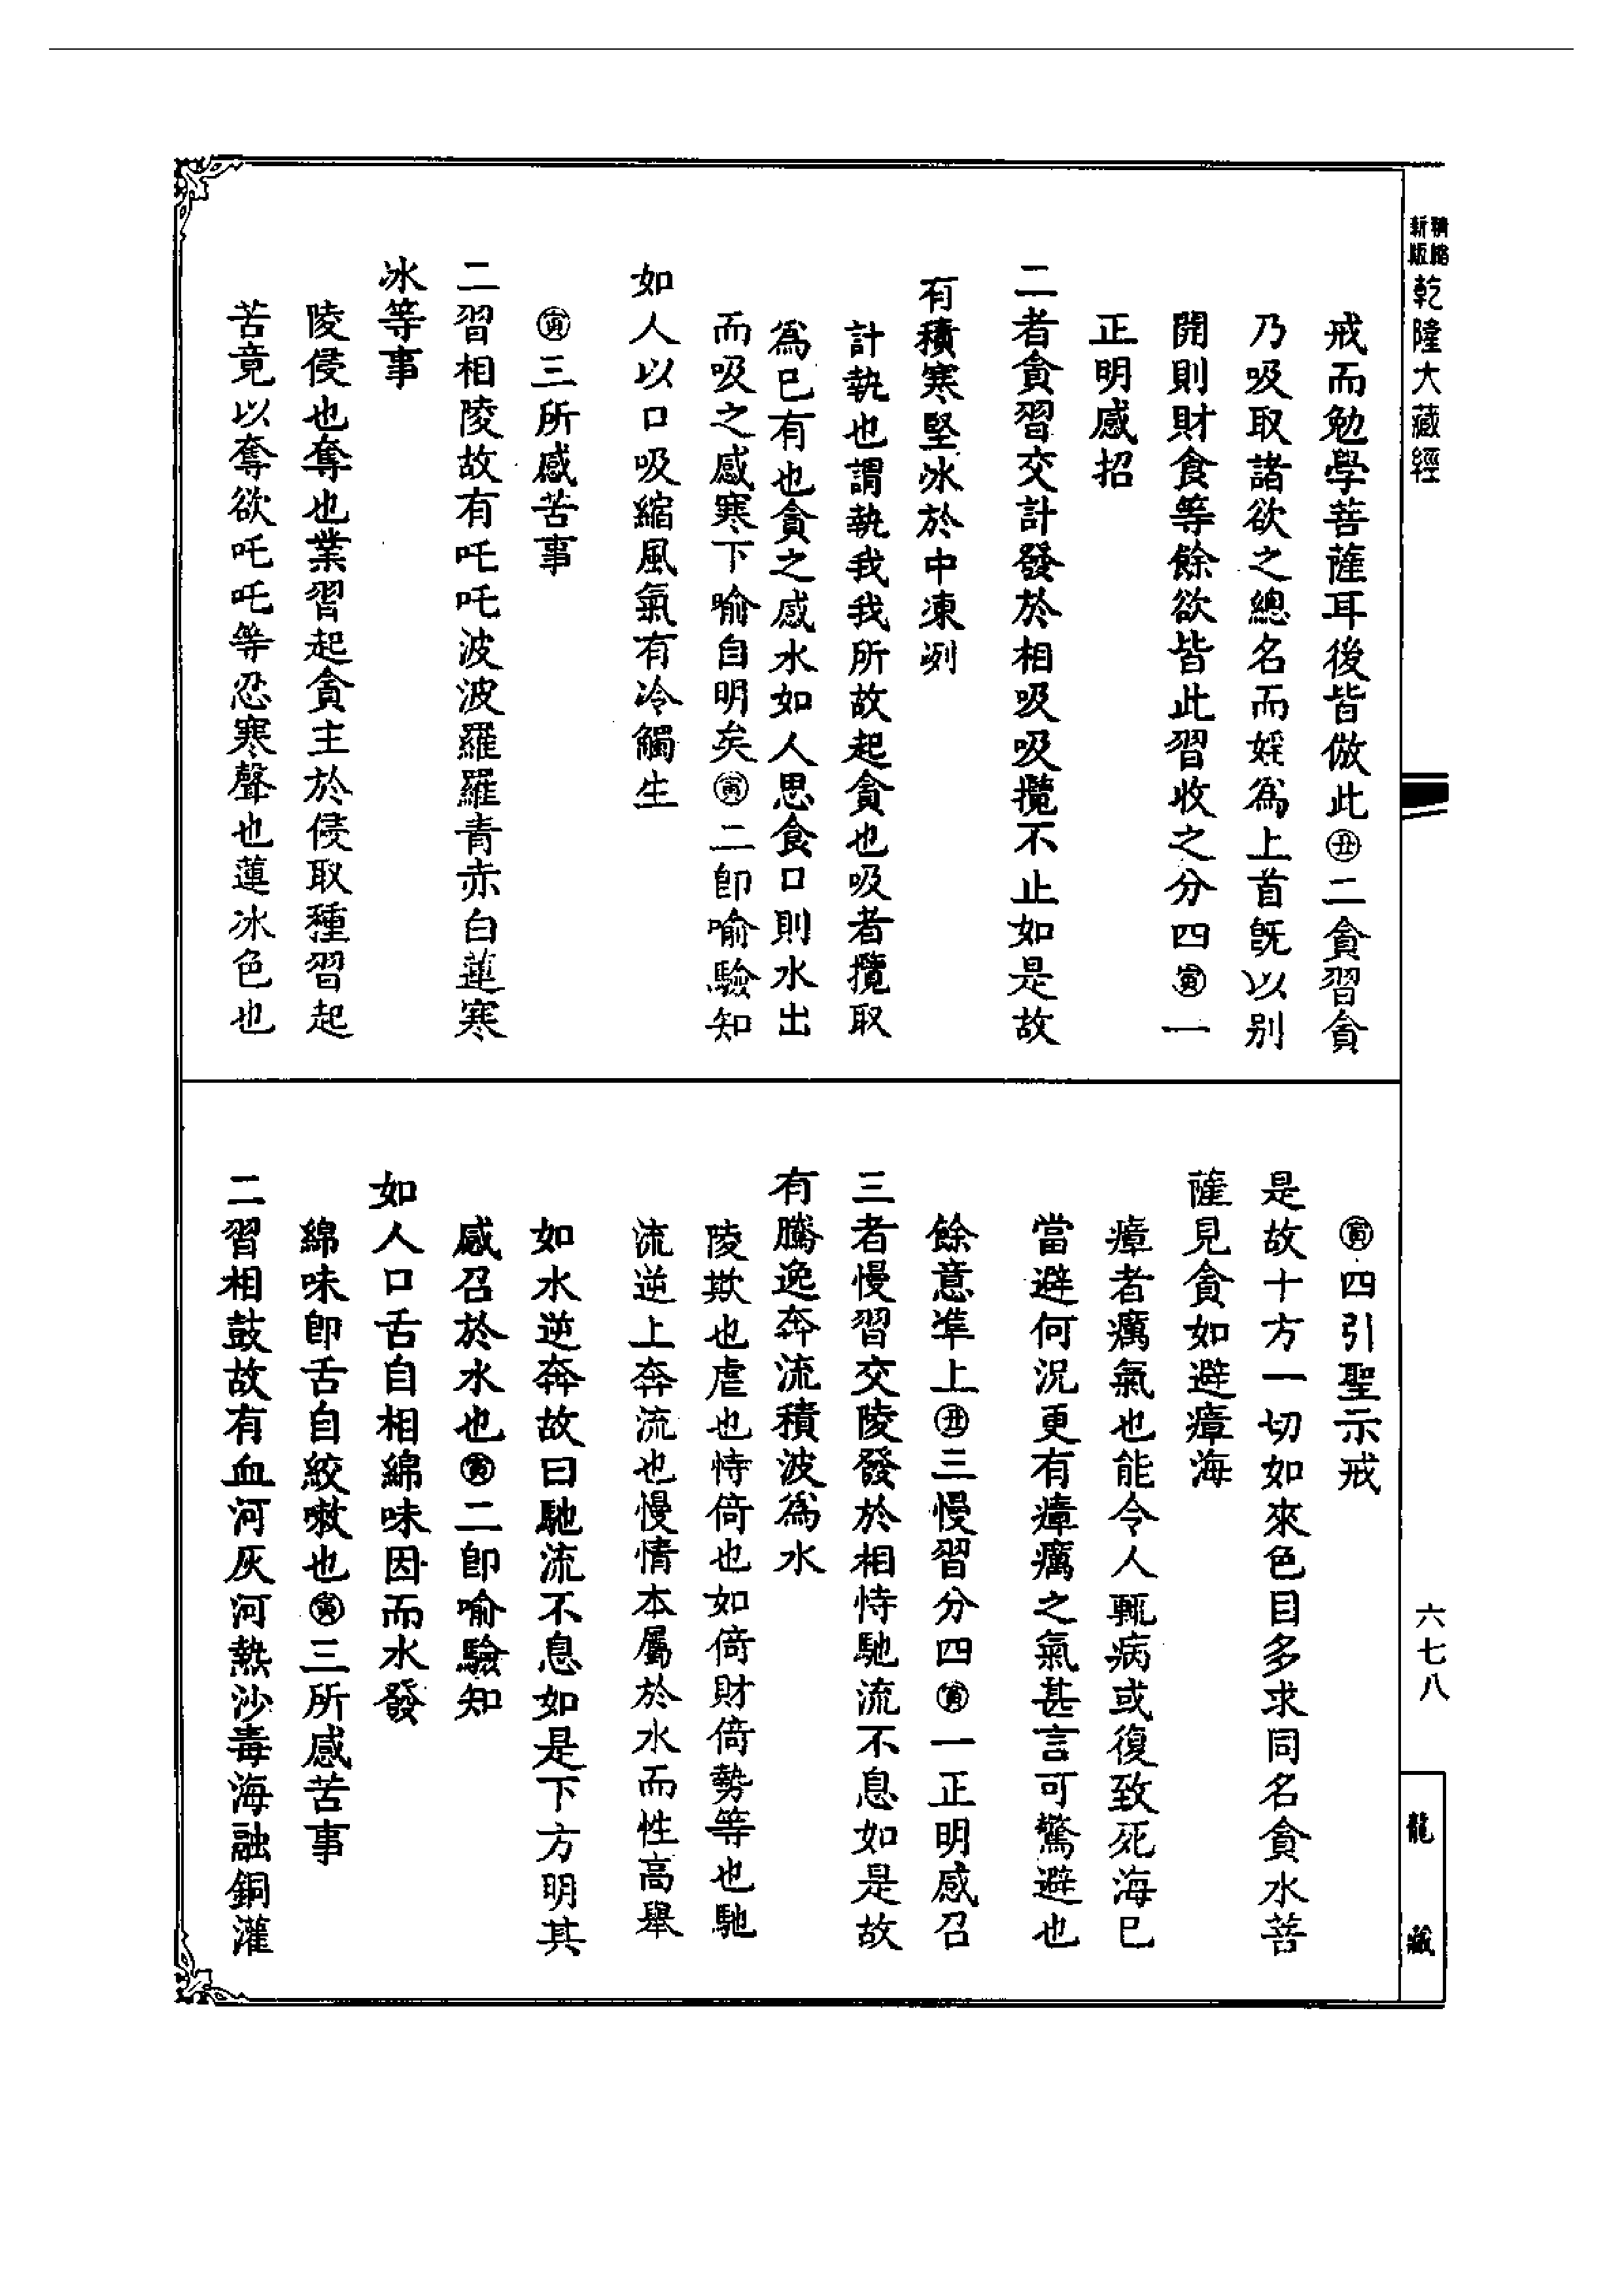 新版精縮乾隆大藏經
戒而勉學菩薩耳後皆倣此㊄丑二貪習貪
乃吸取諸欲之總名而婬為上首旣以别
開則財食等餘欲皆此習收之分四寅一
正明感招
二者貪習交計發於相吸吸攬不止如是故
有積寒堅冰於中凍冽
計執也謂執我我所故起貪也吸者攬取
為已有也貪之感水如人思食口則水出
而吸之感寒下喻自明矣寅二卽喻驗知
如人以口吸縮風氣有冷觸生
寅三所感苦事
二習相陵故有吒吒波波羅羅青赤白蓮寒
冰等事
陵侵也奪也業習起貪主於侵取種習起
苦竟以奪欲吒吒等忍寒聲也蓮冰色也
寅四引聖示戒
是故十方一切如來色目多求同名貪水菩
薩見貪如避瘴海
瘴者癘氣也能令人輒病或復致死海巳
當避何況更有瘴癘之氣甚言可驚避也
餘意準上丑三慢習分四寅一正明感召
三者慢習交陵發於相恃馳流不息如是故
有騰逸奔流積波為水
陵欺也虐也恃倚也如倚財倚勢等也馳
流逆上奔流也慢情本屬於水而性高舉
如水逆奔故曰馳流不息如是下方明其
感召於水也寅二卽喻驗知
如人口舌自相綿味因而水發
綿味卽舌自絞嗽也寅三所感苦事
二習相鼓故有血河灰河熱沙毒海融銅灌
六七八
龍藏